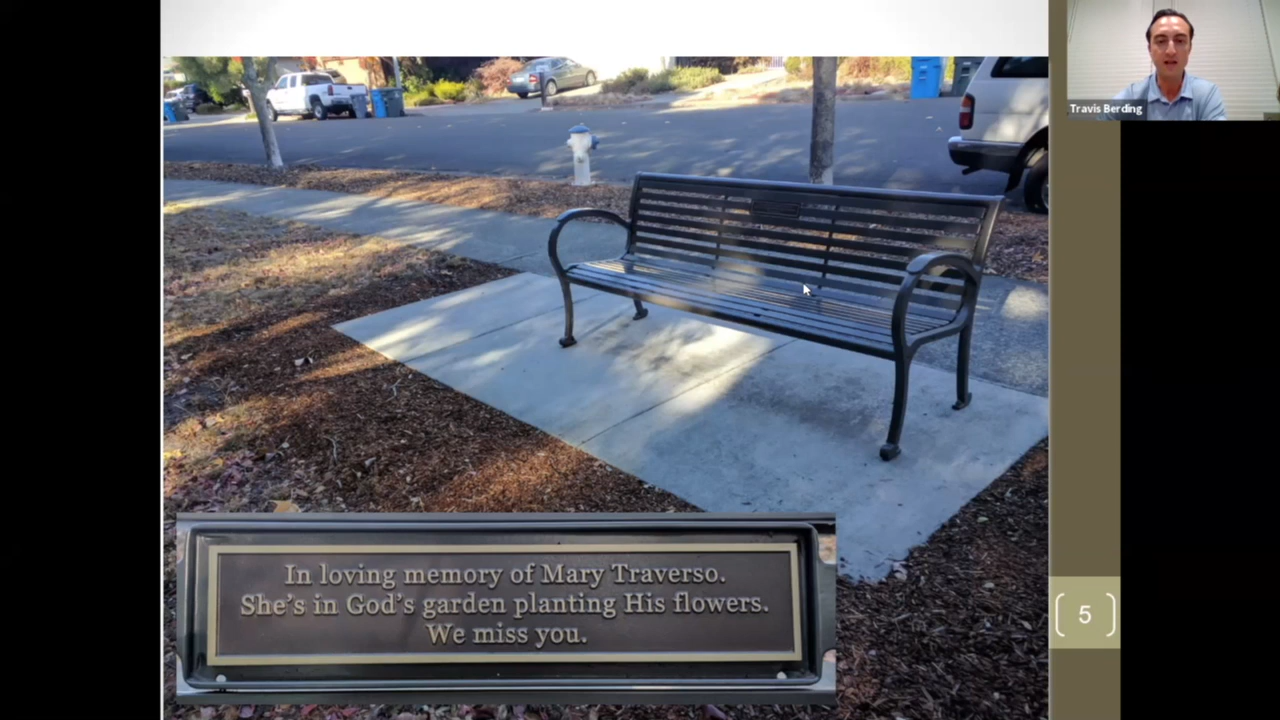 Travis Berding
In loving memory of Mary Traverso.
She's in God's garden planting His flowers.
We miss you.
5